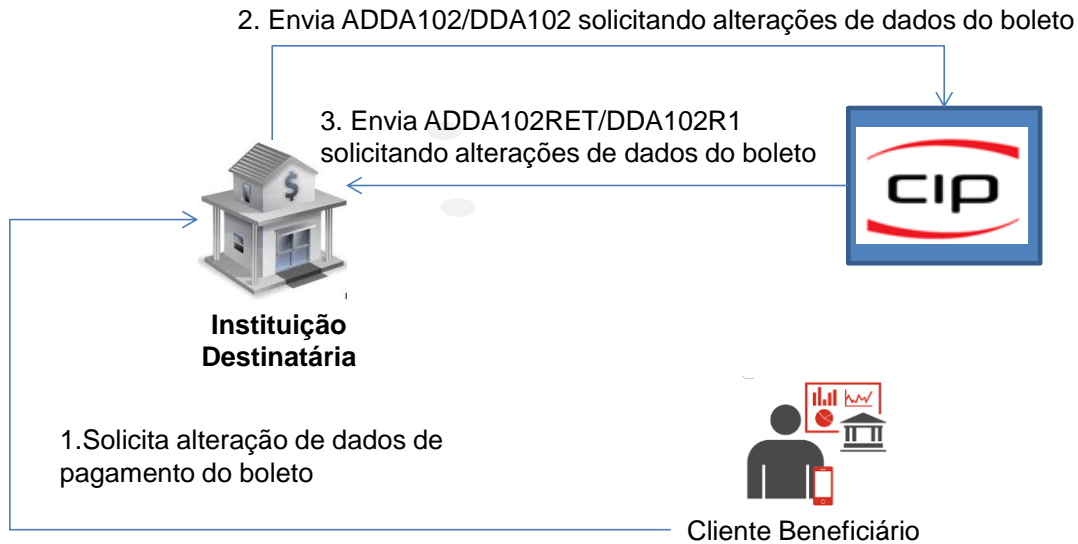 2. Envia ADDA102/DDA102 solicitando alterações de dados do boleto
3. Envia ADDA102RET/DDA102R1
solicitando alterações de dados do boleto
cip
$
Instituição
Destinatária
1.Solicita alteração de dados de
pagamento do boleto
Cliente Beneficiário